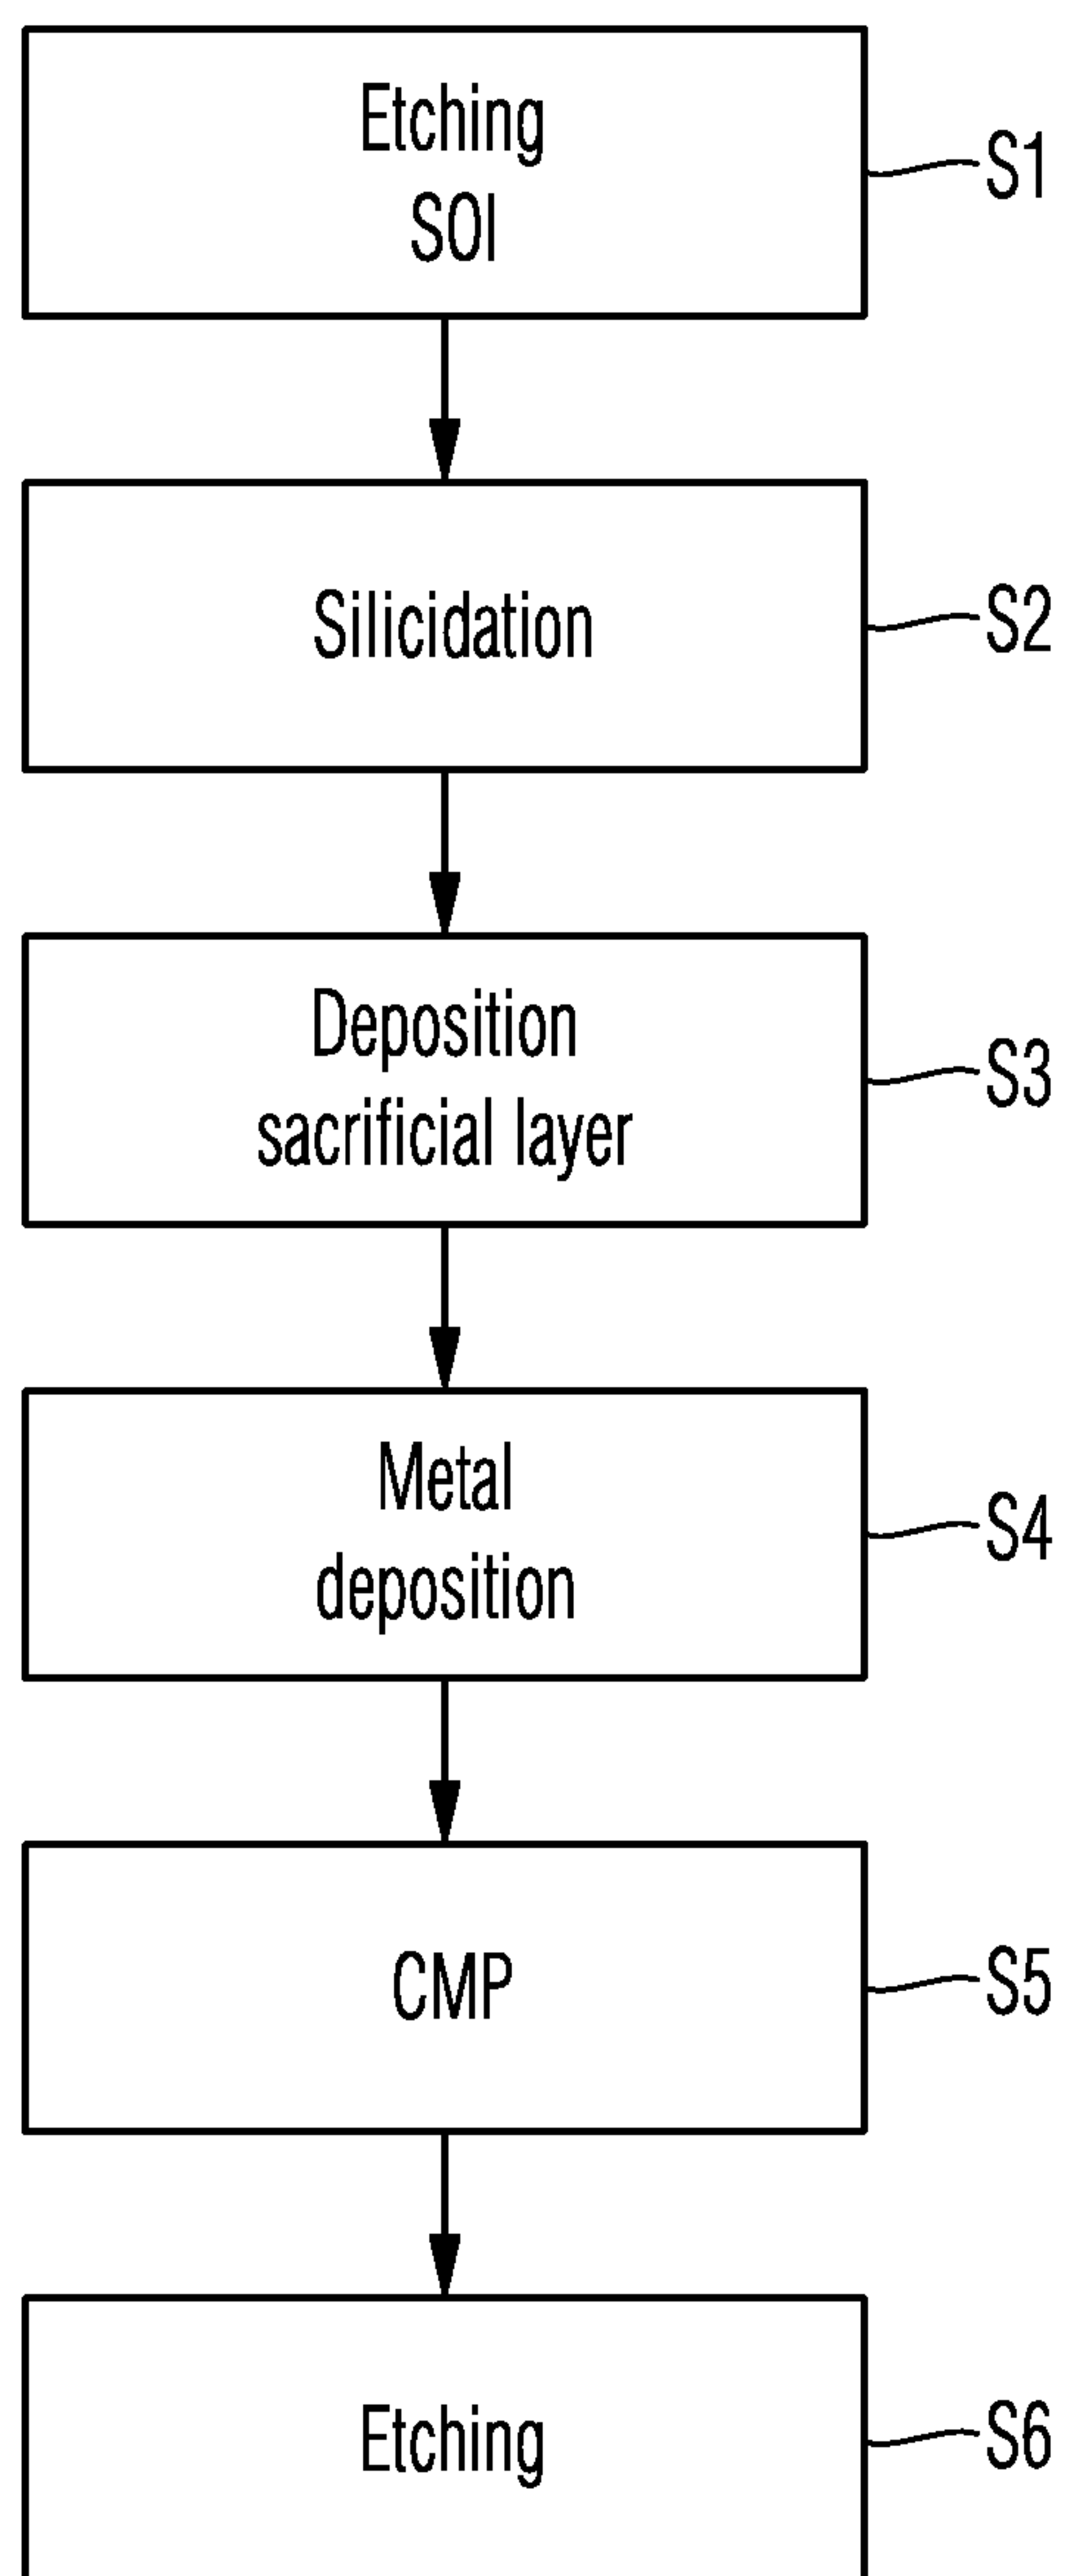 Etching
SOI
S1
Silicidation
S2
Deposition
sacrificial layer
S3
Metal
deposition
S4
CMP
S5
Etching
S6